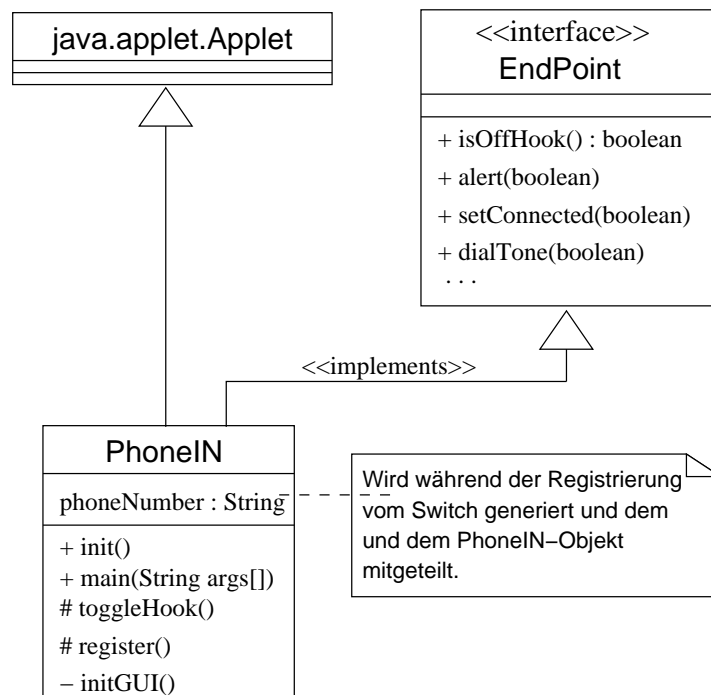 java.applet.Applet
<<interface>>
EndPoint
+ isOffHook() : boolean
+ alert(boolean)
+ setConnected(boolean)
+ dialTone(boolean)
. . .
<<implements>>
PhoneIN
phoneNumber : String
+ init()
+ main(String args[])
# toggleHook()
# register()
− initGUI()
Wird während der Registrierung
vom Switch generiert und dem
und dem PhoneIN−Objekt
mitgeteilt.